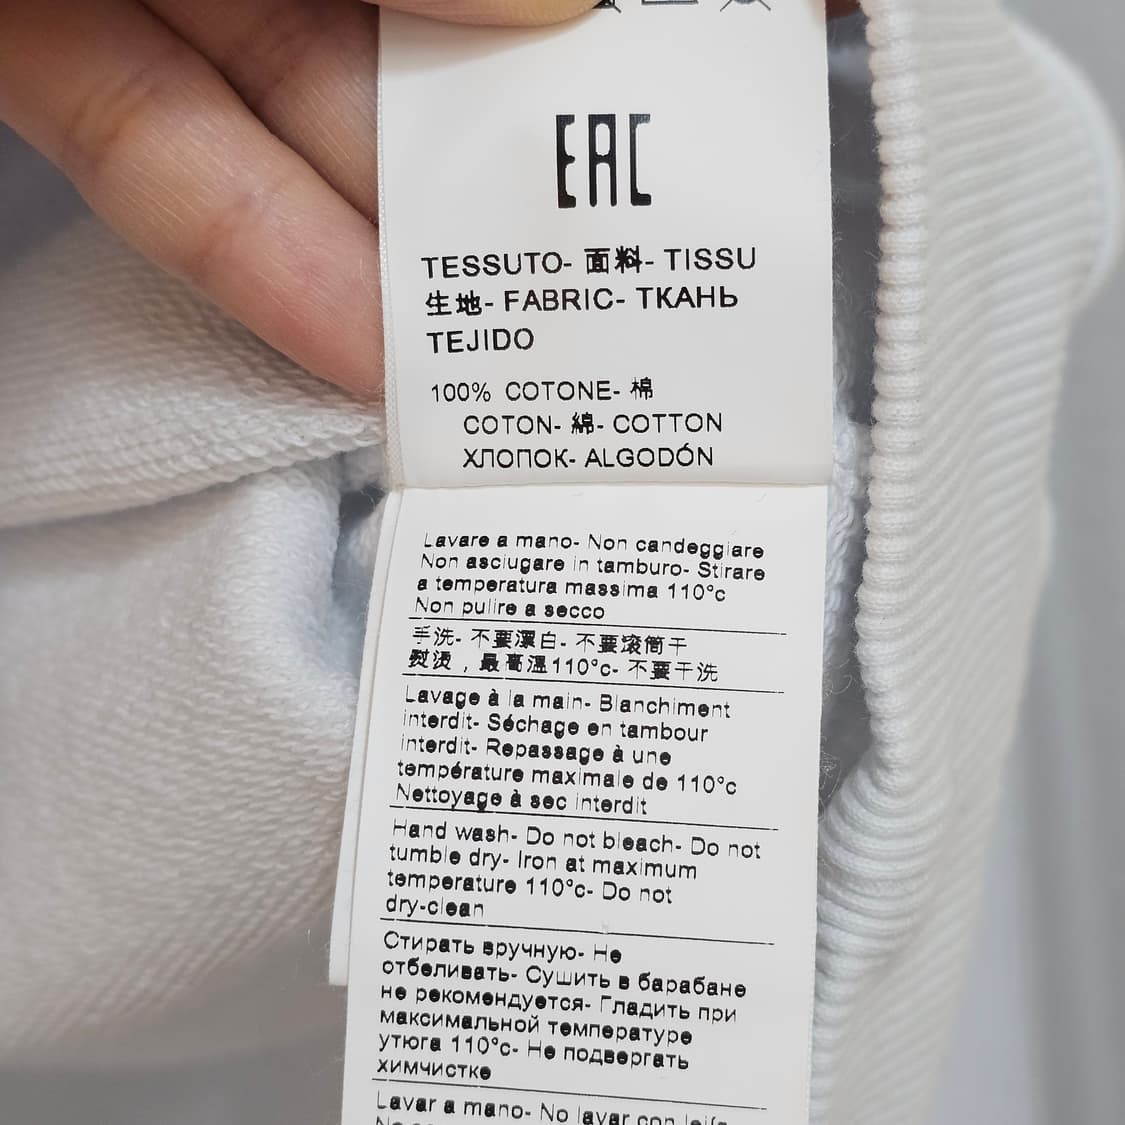 EAC
TESSUTO- 面料- TISSU
生地- FABRIC- ТКАНЬ
TEJIDO
100% COTONE- 棉
COTON- 綿- COTTON
ХЛОПОК- ALGODÓN
Lavare a mano- Non candeggiare
Non asciugare in tamburo- Stirare
a temperatura massima 110°c
Non pulire a secco
手洗- 不要漂白- 不要滚筒干
熨烫，最高温110°c- 不要干洗
Lavage à la main- Blanchiment
interdit- Séchage en tambour
interdit- Repassage à une
température maximale de 110°c
Nettoyage à sec interdit
Hand wash- Do not bleach- Do not
tumble dry- Iron at maximum
temperature 110°c- Do not
dry-clean
Стирать вручную- Не
отбеливать- Сушить в барабане
не рекомендуется- Гладить при
максимальной температуре
утюга 110°c- Не подвергать
химчистке
Lavar a mano- No lavar con